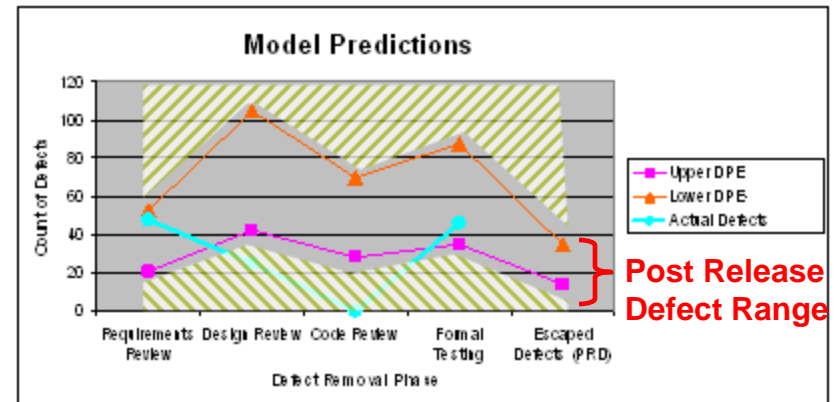 Model Predictions
120
100
80
60
40
20
0
Count of Defects
Requirements Review
Design Review
Code Review
Formal Testing
Escaped Defects (PRD)
Defect Removal Phase
Upper DPE
Lower DPE-
Actual Defects
Post Release
Defect Range